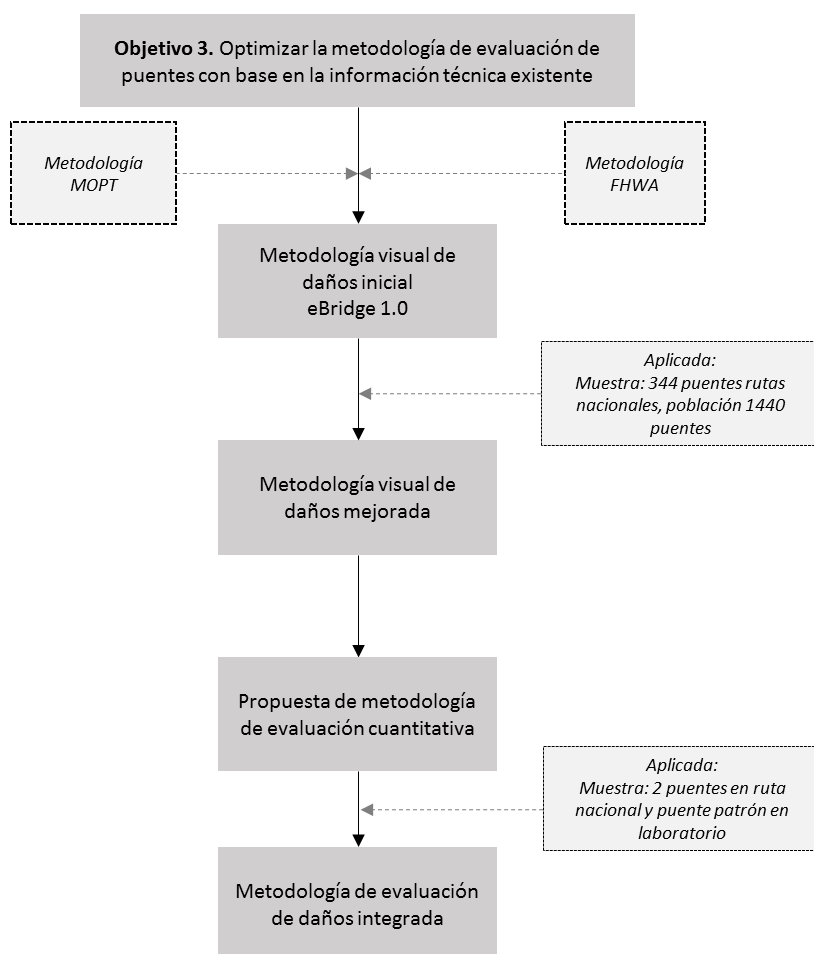 Objetivo 3. Optimizar la metodología de evaluación de
puentes con base en la información técnica existente
Metodología
MOPT
Metodología
FHWA
Metodología visual de
daños inicial
eBridge 1.0
Aplicada:
Muestra: 344 puentes rutas
nacionales, población 1440
puentes
Metodología visual de
daños mejorada
Propuesta de metodología
de evaluación cuantitativa
Aplicada:
Muestra: 2 puentes en ruta
nacional y puente patrón en
laboratorio
Metodología de evaluación
de daños integrada